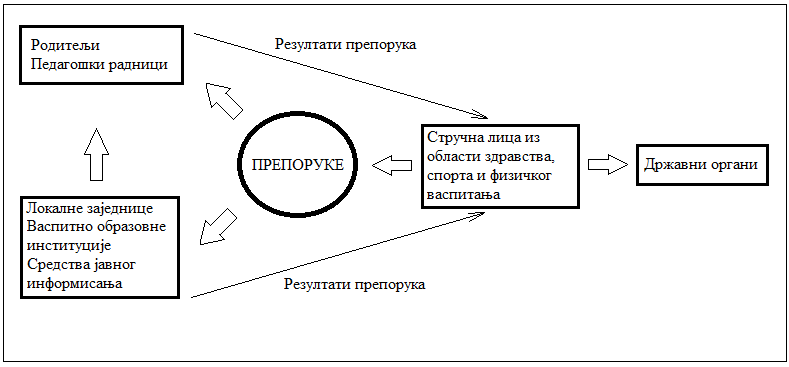 Родитељи
Педагошки радници
Резултати препорука
ПРЕПОРУКЕ
Стручна лица из
области здравства,
спорта и физичког
васпитања
Државни органи
Локалне заједнице
Васпитно образовне
институције
Средства јавног
информисања
Резултати препорука